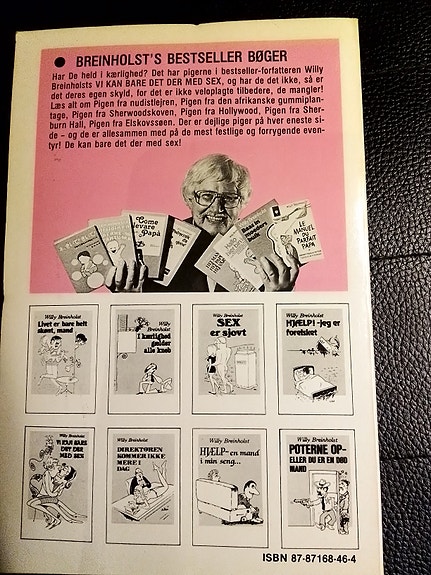 ● BREINHOLST'S BESTSELLER BØGER
Har De held i kærlighed? Det har pigerne i bestseller-forfatteren Willy
Breinholsts VI KAN BARE DET DER MED SEX, og har de det ikke, så er
det deres egen skyld, for det er ikke veloplagte tilbedere, de mangler!
Læs alt om Pigen fra nudistlejren, Pigen fra den afrikanske gummiplan-
tage, Pigen fra Sherwoodskoven, Pigen fra Hollywood, Pigen fra Sher-
burn Hall, Pigen fra Elskovssøen. Der er dejlige piger på hver eneste si-
de - og de er allesammen med på de mest festlige og forrygende even-
tyr! De kan bare det der med sex!
Come
levare
Papà
Hello
LE
MANUEL
DU
PARFAIT
PAPA
Willy Breinholst
Livet er bare helt
skønt, mand
Willy
Breinholst
I kærlighed
gælder
alle kneb
Willy Breinholst
SEX
er sjovt
Willy Breinholst
HJÆLP! -jeg er
forelsket
Willy Breinholst
VI KAN BARE
DET DER
MED SEX
Willy Breinholst
DIREKTØREN
KOMMER IKKE
MERE I
DAG
Willy Breinholst
HJÆLP- en mand
i min seng...
Willy Breinholst
POTERNE OP-
ELLER DU ER EN DØD
MAND
ISBN 87-87168-46-4